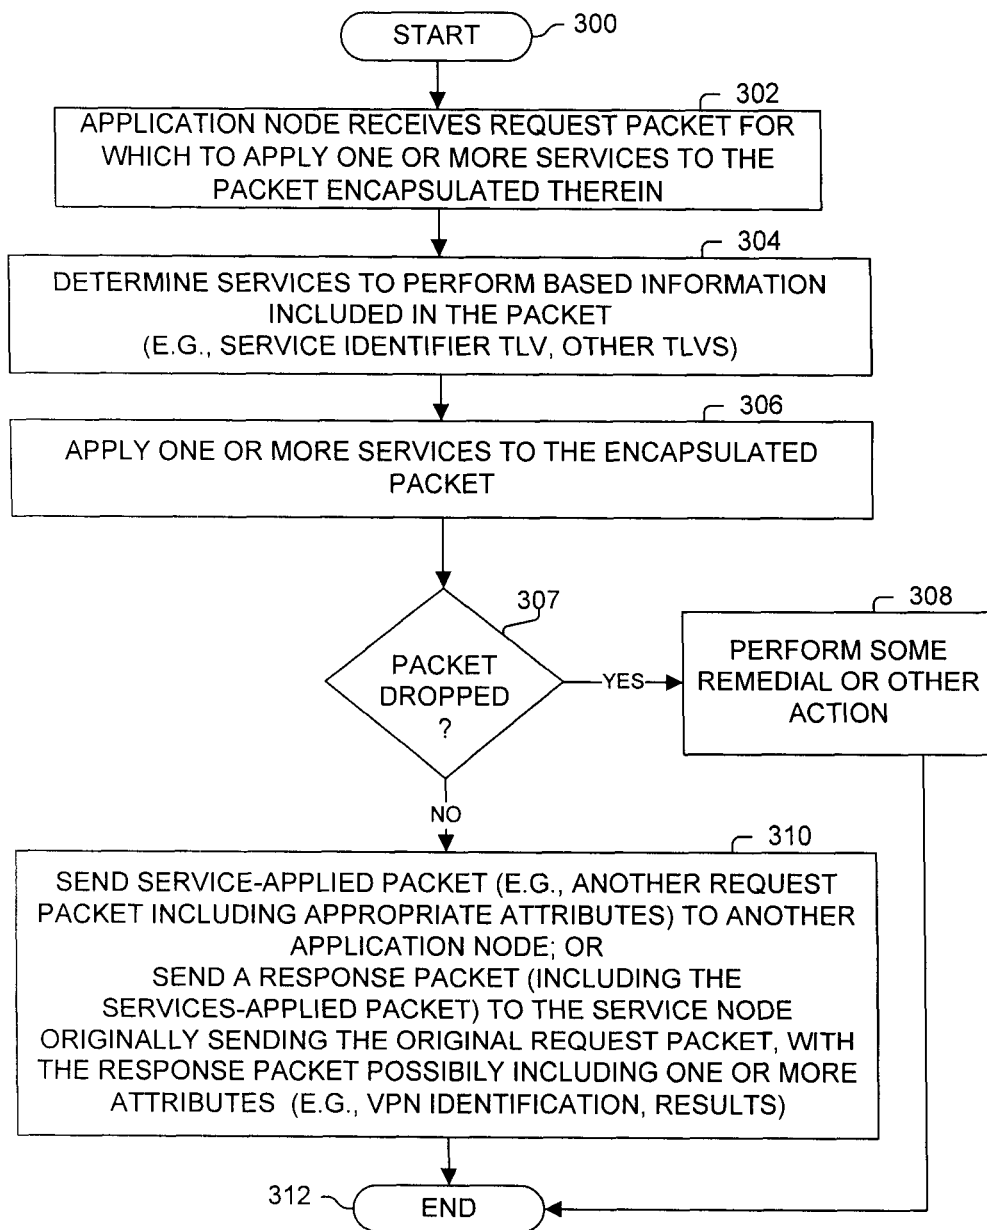 START
300
302
APPLICATION NODE RECEIVES REQUEST PACKET FOR
WHICH TO APPLY ONE OR MORE SERVICES TO THE
PACKET ENCAPSULATED THEREIN
304
DETERMINE SERVICES TO PERFORM BASED INFORMATION
INCLUDED IN THE PACKET
(E.G., SERVICE IDENTIFIER TLV, OTHER TLVS)
306
APPLY ONE OR MORE SERVICES TO THE ENCAPSULATED
PACKET
307
PACKET
DROPPED
?
YES
308
PERFORM SOME
REMEDIAL OR OTHER
ACTION
NO
310
SEND SERVICE-APPLIED PACKET (E.G., ANOTHER REQUEST
PACKET INCLUDING APPROPRIATE ATTRIBUTES) TO ANOTHER
APPLICATION NODE; OR
SEND A RESPONSE PACKET (INCLUDING THE
SERVICES-APPLIED PACKET) TO THE SERVICE NODE
ORIGINALLY SENDING THE ORIGINAL REQUEST PACKET, WITH
THE RESPONSE PACKET POSSIBILY INCLUDING ONE OR MORE
ATTRIBUTES (E.G., VPN IDENTIFICATION, RESULTS)
312
END